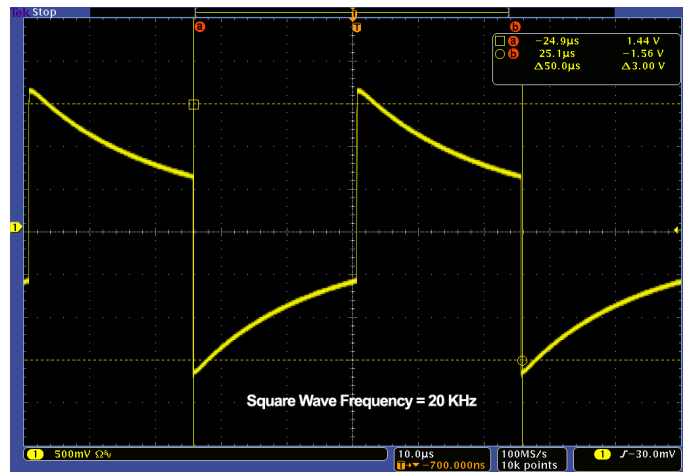 Tek Stop
a
b
T
a -24.9µs 1.44 V
b 25.1µs -1.56 V
Δ50.0µs Δ3.00 V
1
Square Wave Frequency = 20 KHz
1 500mV Ω
10.0µs
T→▼ -700.000ns
100MS/s
10k points
1 ∫ -30.0mV